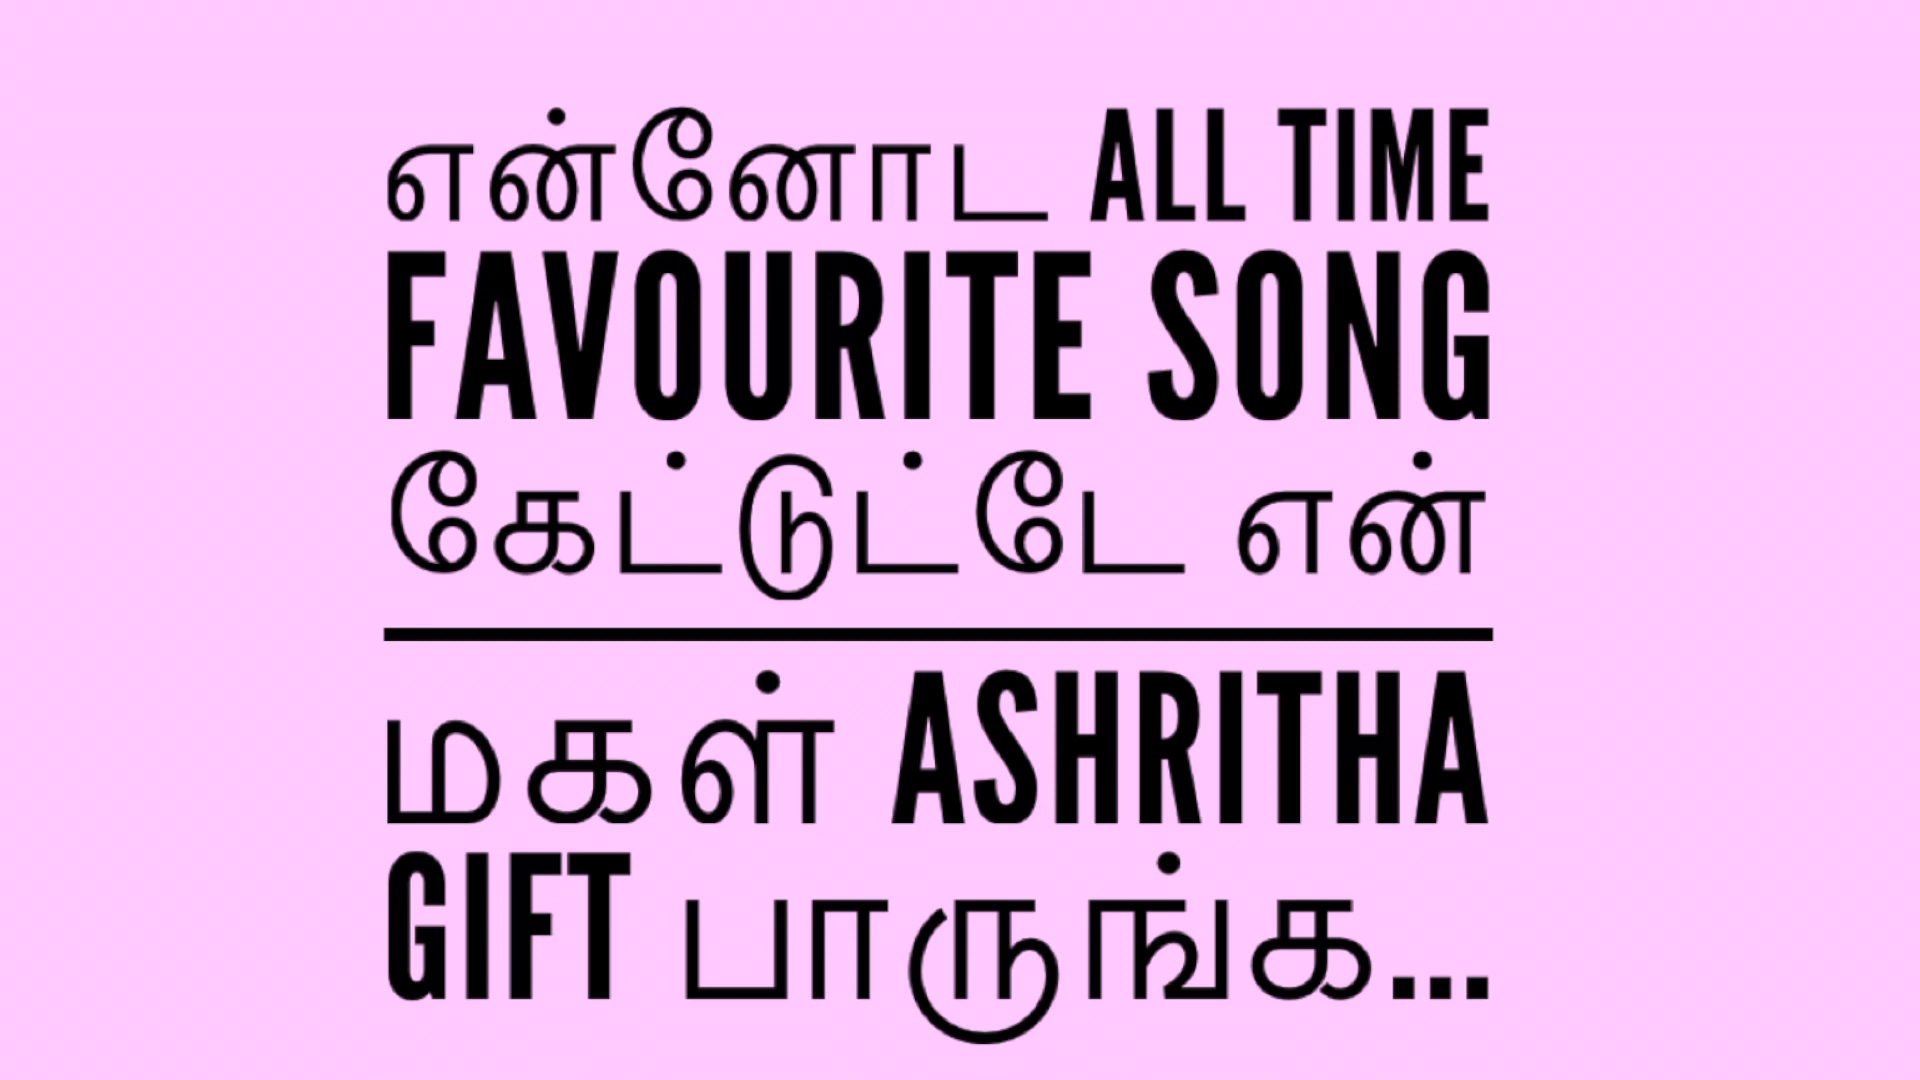 என்னோட ALL TIME
FAVOURITE SONG
கேட்டுட்டே என்
மகள் ASHRITHA
GIFT பாருங்க...